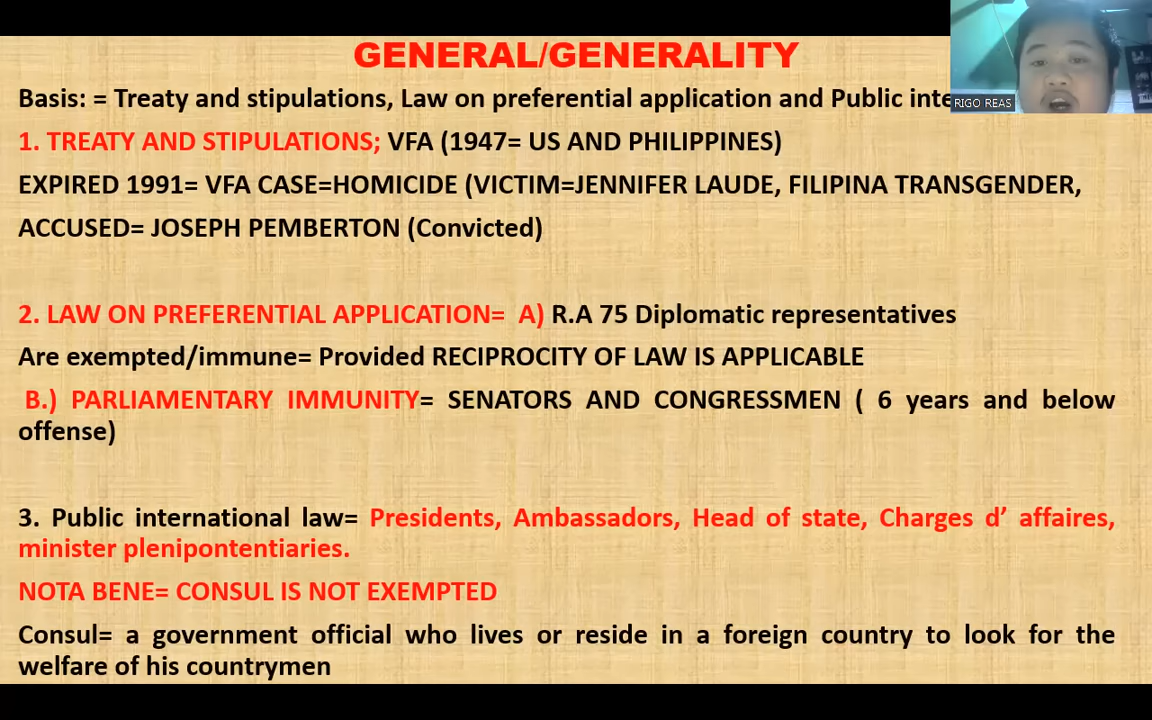 GENERAL/GENERALITY
Basis: = Treaty and stipulations, Law on preferential application and Public inte
RIGO REAS
1. TREATY AND STIPULATIONS; VFA (1947= US AND PHILIPPINES)
EXPIRED 1991= VFA CASE=HOMICIDE (VICTIM=JENNIFER LAUDE, FILIPINA TRANSGENDER,
ACCUSED= JOSEPH PEMBERTON (Convicted)
2. LAW ON PREFERENTIAL APPLICATION= A) R.A 75 Diplomatic representatives
Are exempted/immune= Provided RECIPROCITY OF LAW IS APPLICABLE
B.) PARLIAMENTARY IMMUNITY= SENATORS AND CONGRESSMEN ( 6 years and below
offense)
3. Public international law= Presidents, Ambassadors, Head of state, Charges d’ affaires,
minister plenipontentiaries.
NOTA BENE= CONSUL IS NOT EXEMPTED
Consul= a government official who lives or reside in a foreign country to look for the
welfare of his countrymen